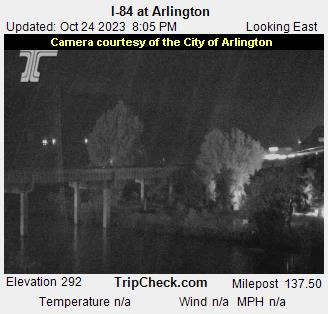 I-84 at Arlington
Updated: Oct 24 2023 8:05 PM Looking East
Camera courtesy of the City of Arlington
Elevation 292 TripCheck.com Milepost 137.50
Temperature n/a Wind n/a MPH n/a